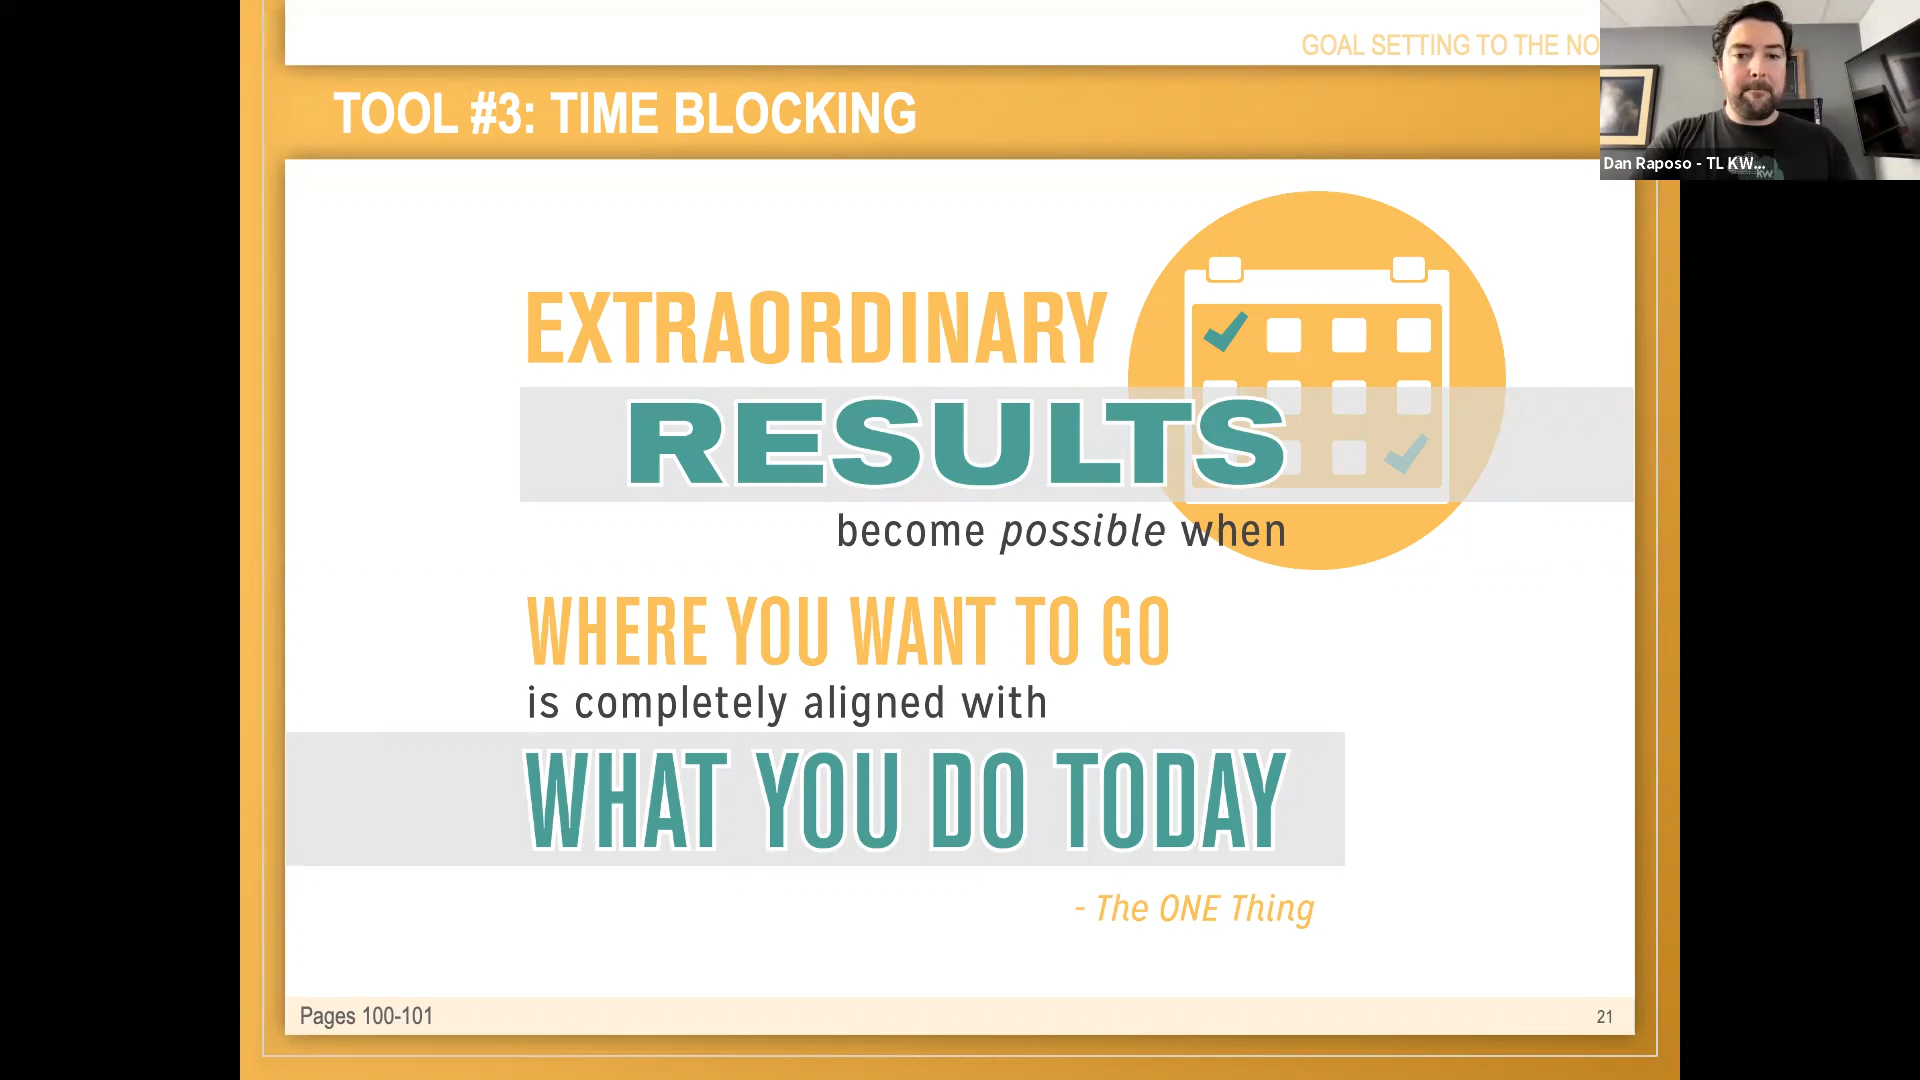 GOAL SETTING TO THE NO
TOOL #3: TIME BLOCKING
Dan Raposo - TL KW...
KW
EXTRAORDINARY
RESULTS
become possible when
WHERE YOU WANT TO GO
is completely aligned with
WHAT YOU DO TODAY
- The ONE Thing
Pages 100-101
21